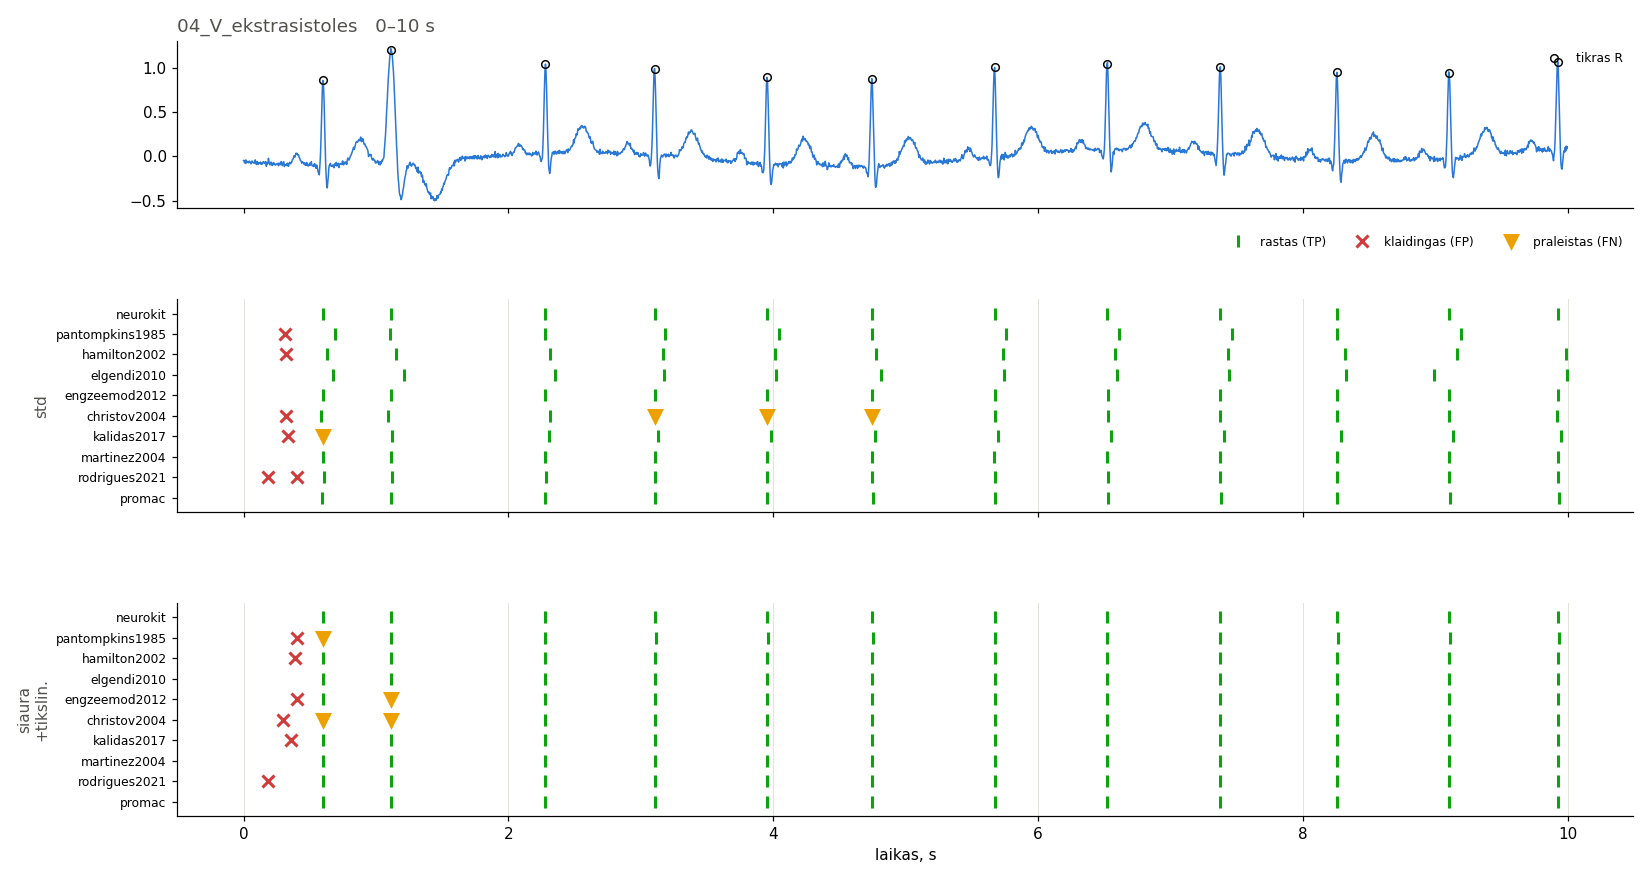 04_V_ekstrasistoles 0–10 s
tikras R
1.0
0.5
0.0
−0.5
rastas (TP) klaidingas (FP) praleistas (FN)
std
neurokit
pantompkins1985
hamilton2002
elgendi2010
engzeemod2012
christov2004
kalidas2017
martinez2004
rodrigues2021
promac
siaura
+tikslin.
neurokit
pantompkins1985
hamilton2002
elgendi2010
engzeemod2012
christov2004
kalidas2017
martinez2004
rodrigues2021
promac
0 2 4 6 8 10
laikas, s